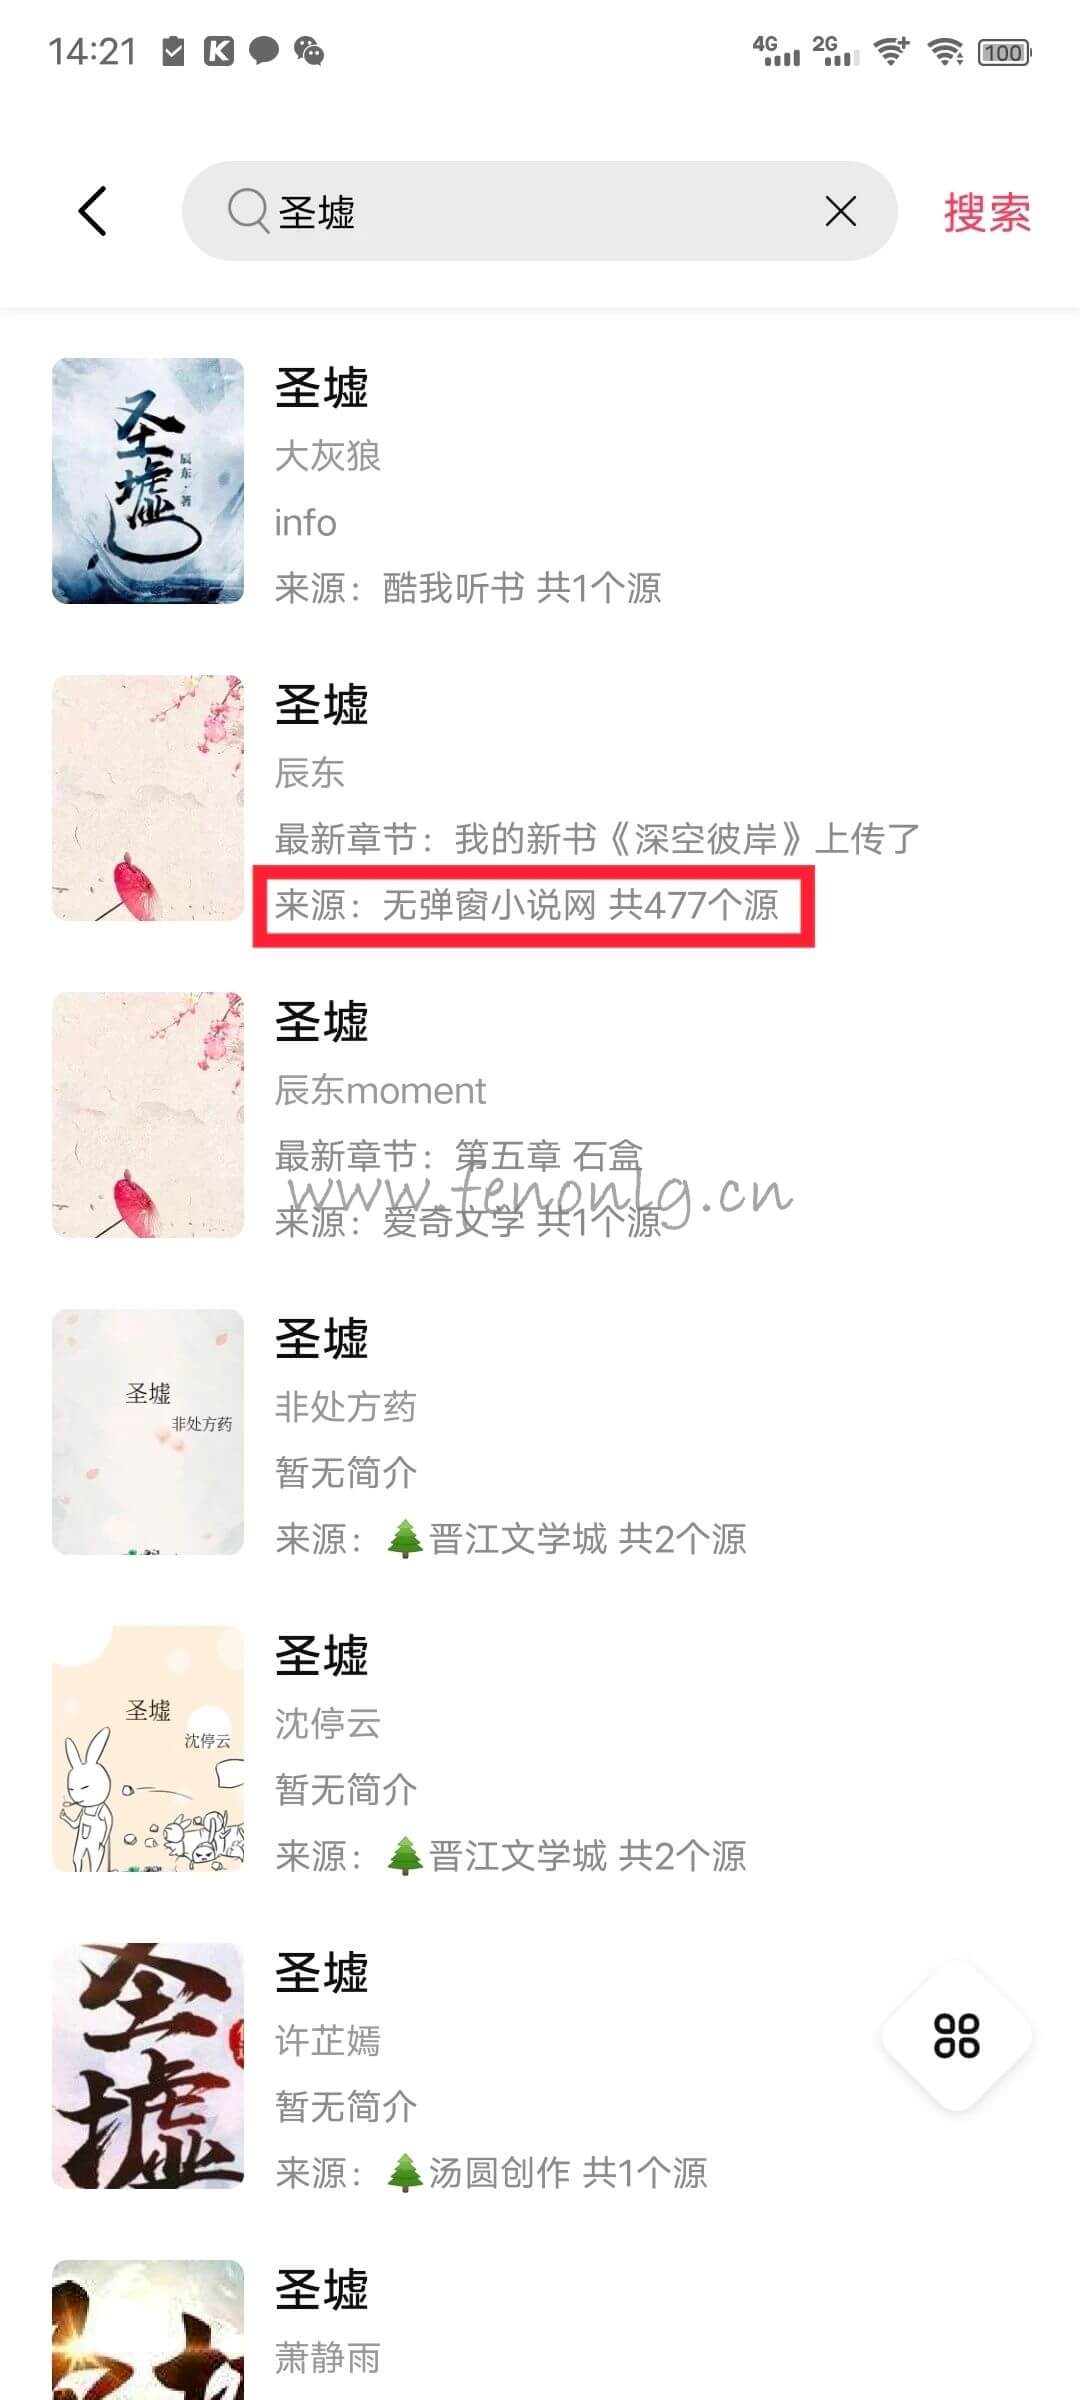 14:21
4G 2G 100
圣墟
搜索
圣墟
辰东·著
圣墟
大灰狼
info
来源：酷我听书 共1个源
圣墟
辰东
最新章节：我的新书《深空彼岸》上传了
来源：无弹窗小说网 共477个源
圣墟
辰东moment
最新章节：第五章 石盒
www.fenonlg.cn
来源：爱奇文学 共1个源
圣墟
非处方药
圣墟
非处方药
暂无简介
来源：🌲晋江文学城 共2个源
圣墟
沈停云
圣墟
沈停云
暂无简介
来源：🌲晋江文学城 共2个源
圣墟
圣墟
许芷嫣
暂无简介
来源：🌲汤圆创作 共1个源
圣墟
萧静雨